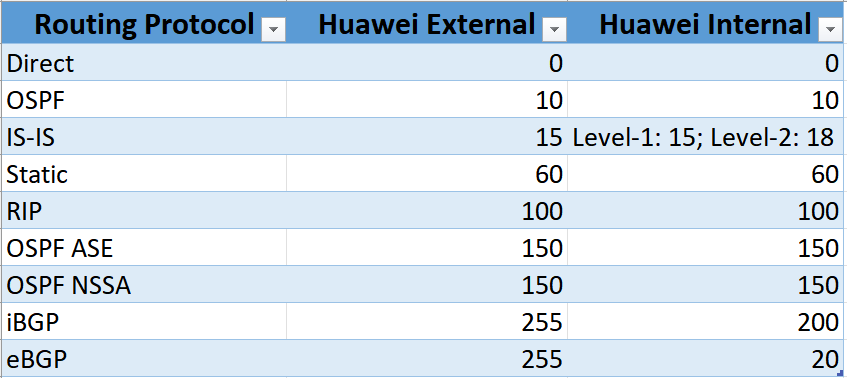 Routing Protocol Huawei External Huawei Internal
Direct 0 0
OSPF 10 10
IS-IS 15 Level-1: 15; Level-2: 18
Static 60 60
RIP 100 100
OSPF ASE 150 150
OSPF NSSA 150 150
iBGP 255 200
eBGP 255 20